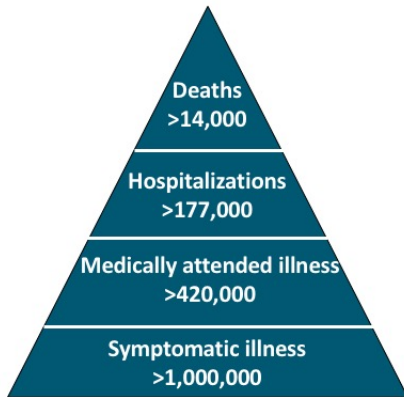 Deaths
>14,000
Hospitalizations
>177,000
Medically attended illness
>420,000
Symptomatic illness
>1,000,000